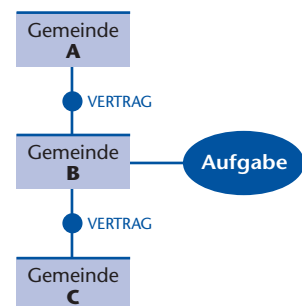 Gemeinde
A
VERTRAG
Gemeinde
B
Aufgabe
VERTRAG
Gemeinde
C